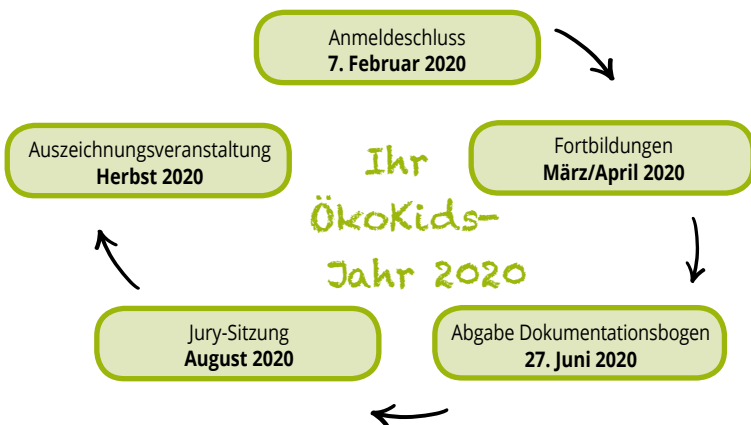 Anmeldeschluss
7. Februar 2020
Fortbildungen
März/April 2020
Abgabe Dokumentationsbogen
27. Juni 2020
Jury-Sitzung
August 2020
Auszeichnungsveranstaltung
Herbst 2020
Ihr
ÖkoKids-
Jahr 2020